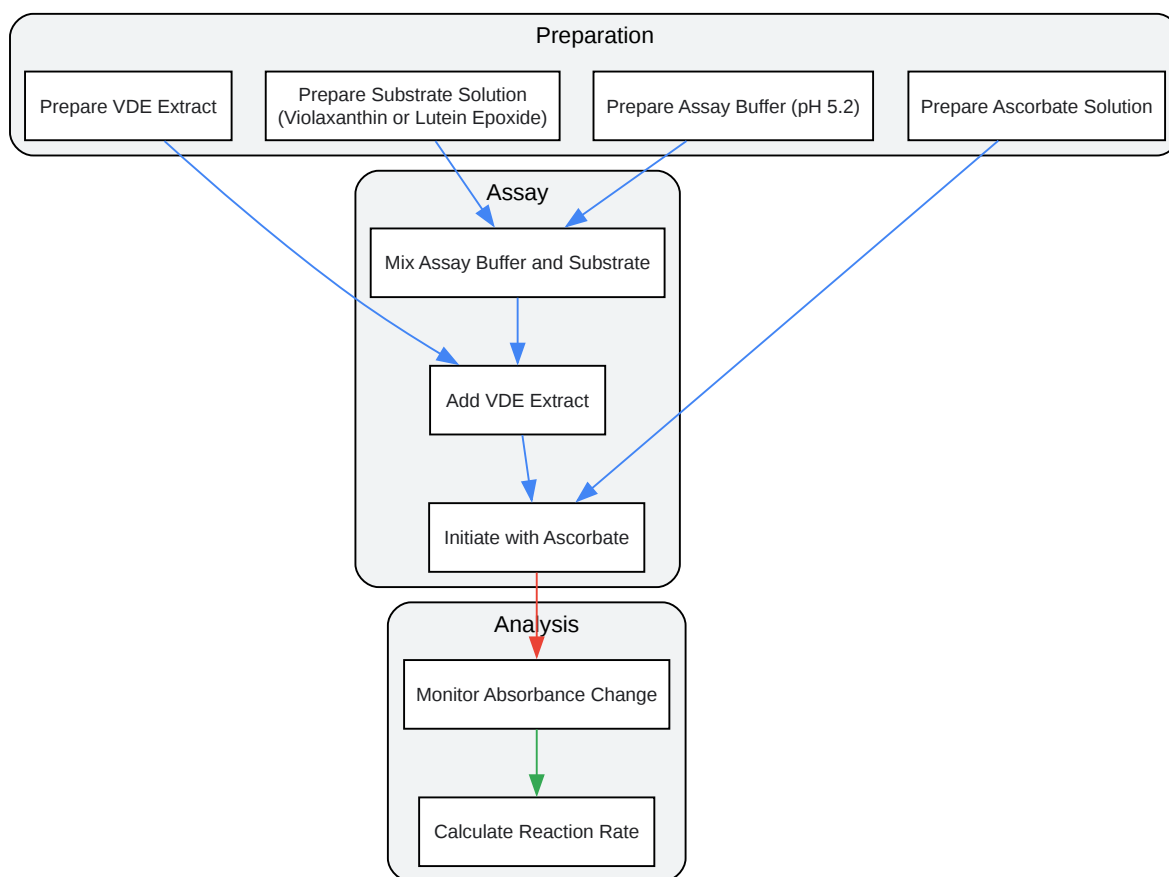 Preparation
Prepare VDE Extract
Prepare Substrate Solution
(Violaxanthin or Lutein Epoxide)
Prepare Assay Buffer (pH 5.2)
Prepare Ascorbate Solution
Assay
Mix Assay Buffer and Substrate
Add VDE Extract
Initiate with Ascorbate
Analysis
Monitor Absorbance Change
Calculate Reaction Rate